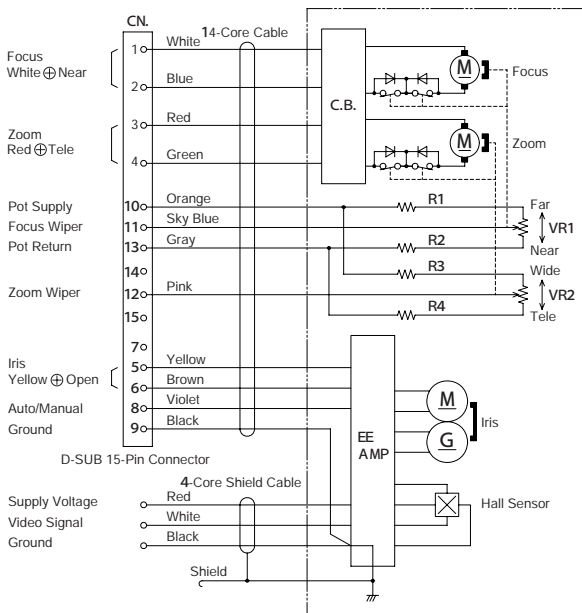 CN.
14-Core Cable
Focus
White ⊕ Near
1
White
2
Blue
C.B.
M
Focus
Zoom
Red ⊕ Tele
3
Red
4
Green
M
Zoom
Pot Supply
10
Orange
R1
Far
Focus Wiper
11
Sky Blue
VR1
Pot Return
13
Gray
R2
Near
14
R3
Wide
Zoom Wiper
12
Pink
VR2
15
R4
Tele
7
Iris
Yellow ⊕ Open
5
Yellow
6
Brown
Auto/Manual
8
Violet
Ground
9
Black
EE
AMP
M
G
Iris
D-SUB 15-Pin Connector
4-Core Shield Cable
Supply Voltage
Red
Video Signal
White
Ground
Black
Hall Sensor
Shield